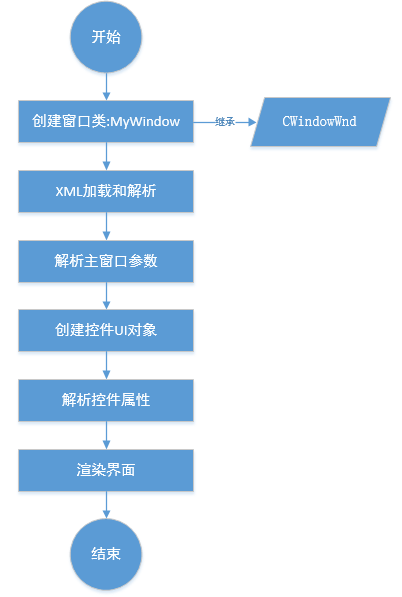 开始
创建窗口类:MyWindow
继承
CWindowWnd
XML加载和解析
解析主窗口参数
创建控件UI对象
解析控件属性
渲染界面
结束